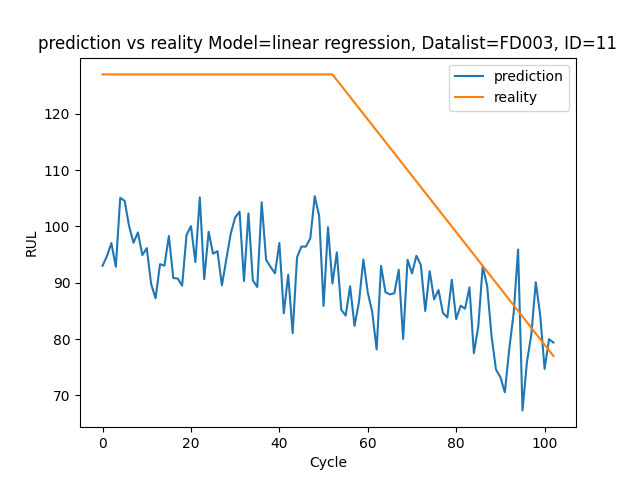 prediction vs reality Model=linear regression, Datalist=FD003, ID=11
prediction
reality
120
110
100
90
80
70
RUL
0 20 40 60 80 100
Cycle